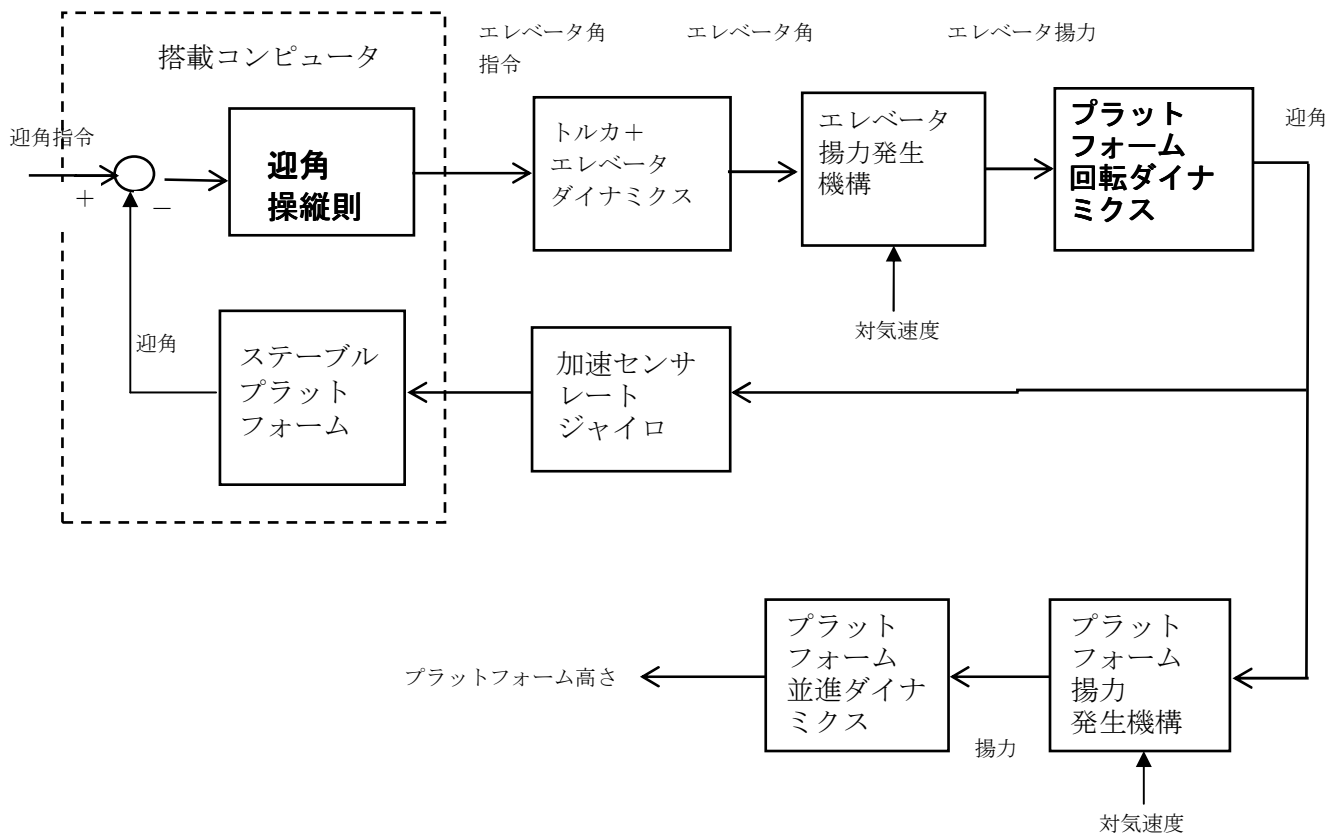 搭載コンピュータ
エレベータ角
指令
エレベータ角
エレベータ揚力
迎角指令
+
−
迎角
操縦則
トルカ+
エレベータ
ダイナミクス
エレベータ
揚力発生
機構
プラット
フォーム
回転ダイナ
ミクス
迎角
対気速度
迎角
ステーブル
プラット
フォーム
加速センサ
レート
ジャイロ
プラットフォーム高さ
プラット
フォーム
並進ダイナ
ミクス
揚力
プラット
フォーム
揚力
発生機構
対気速度